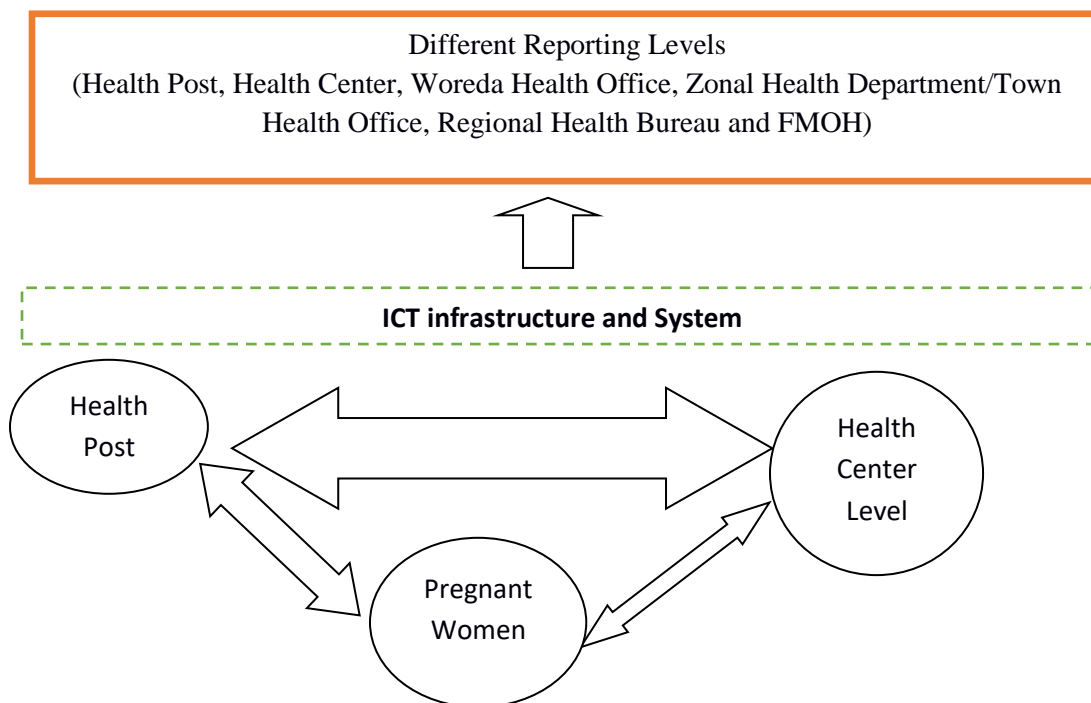 Different Reporting Levels
(Health Post, Health Center, Woreda Health Office, Zonal Health Department/Town
Health Office, Regional Health Bureau and FMOH)
ICT infrastructure and System
Health
Post
Health
Center
Level
Pregnant
Women